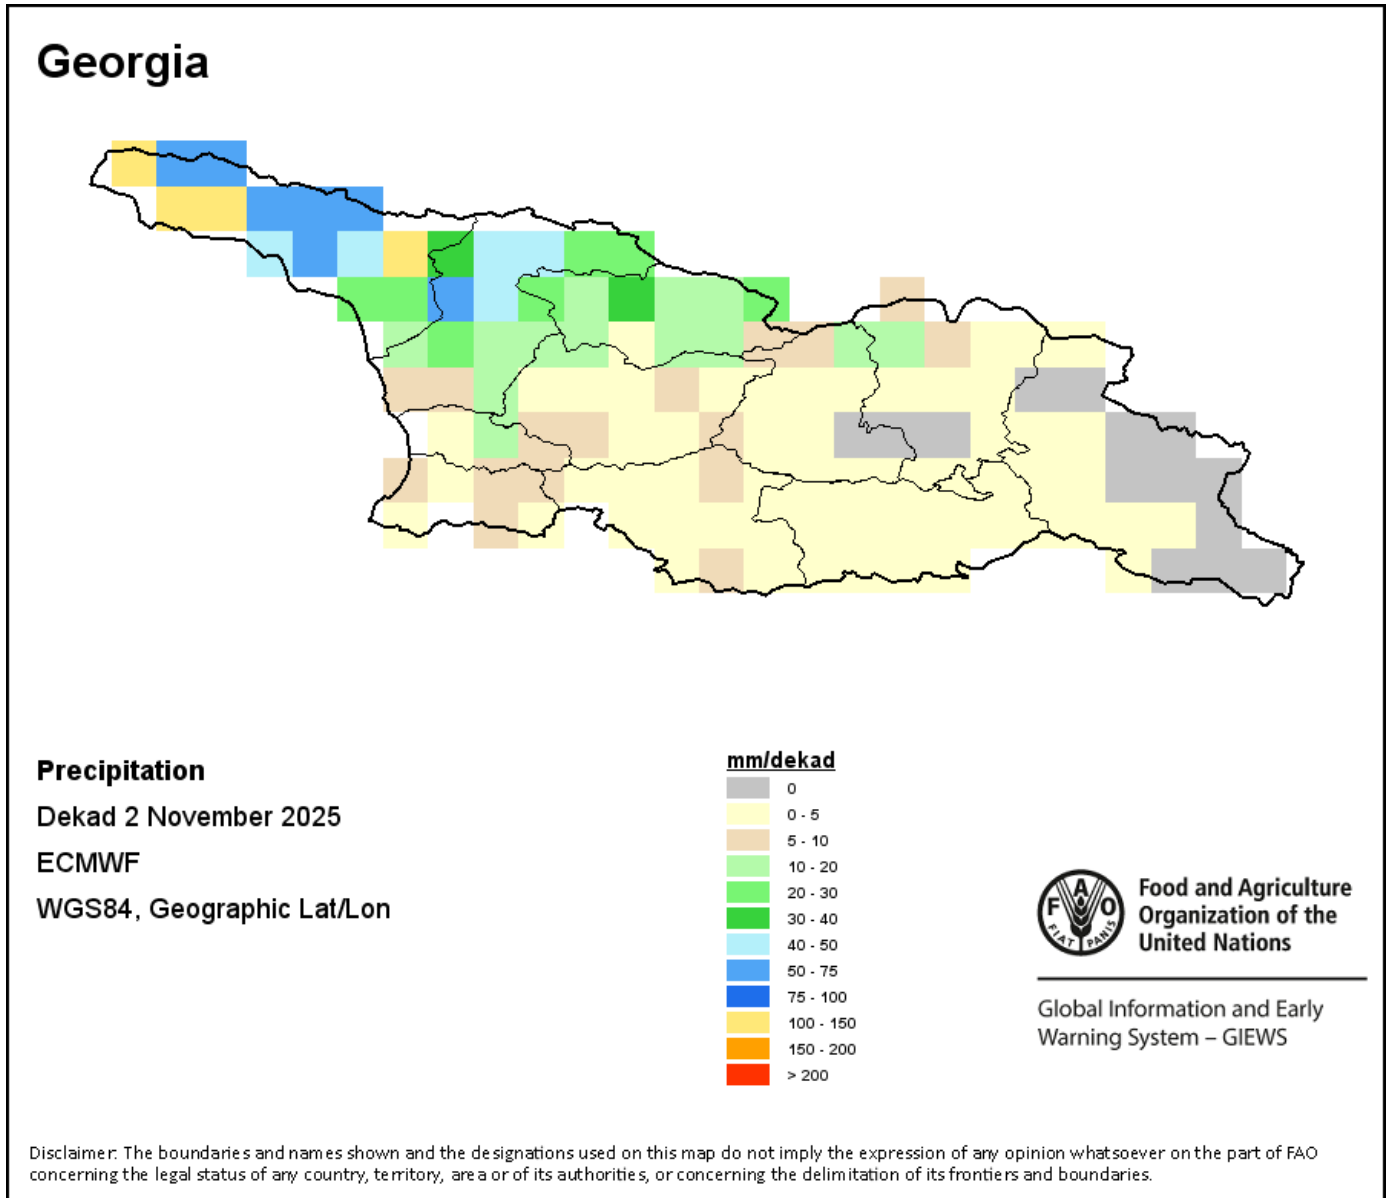 Georgia
Precipitation
Dekad 2 November 2025
ECMWF
WGS84, Geographic Lat/Lon
mm/dekad
0
0 - 5
5 - 10
10 - 20
20 - 30
30 - 40
40 - 50
50 - 75
75 - 100
100 - 150
150 - 200
> 200
F A O
FIAT PANIS
Food and Agriculture
Organization of the
United Nations
Global Information and Early
Warning System – GIEWS
Disclaimer: The boundaries and names shown and the designations used on this map do not imply the expression of any opinion whatsoever on the part of FAO
concerning the legal status of any country, territory, area or of its authorities, or concerning the delimitation of its frontiers and boundaries.